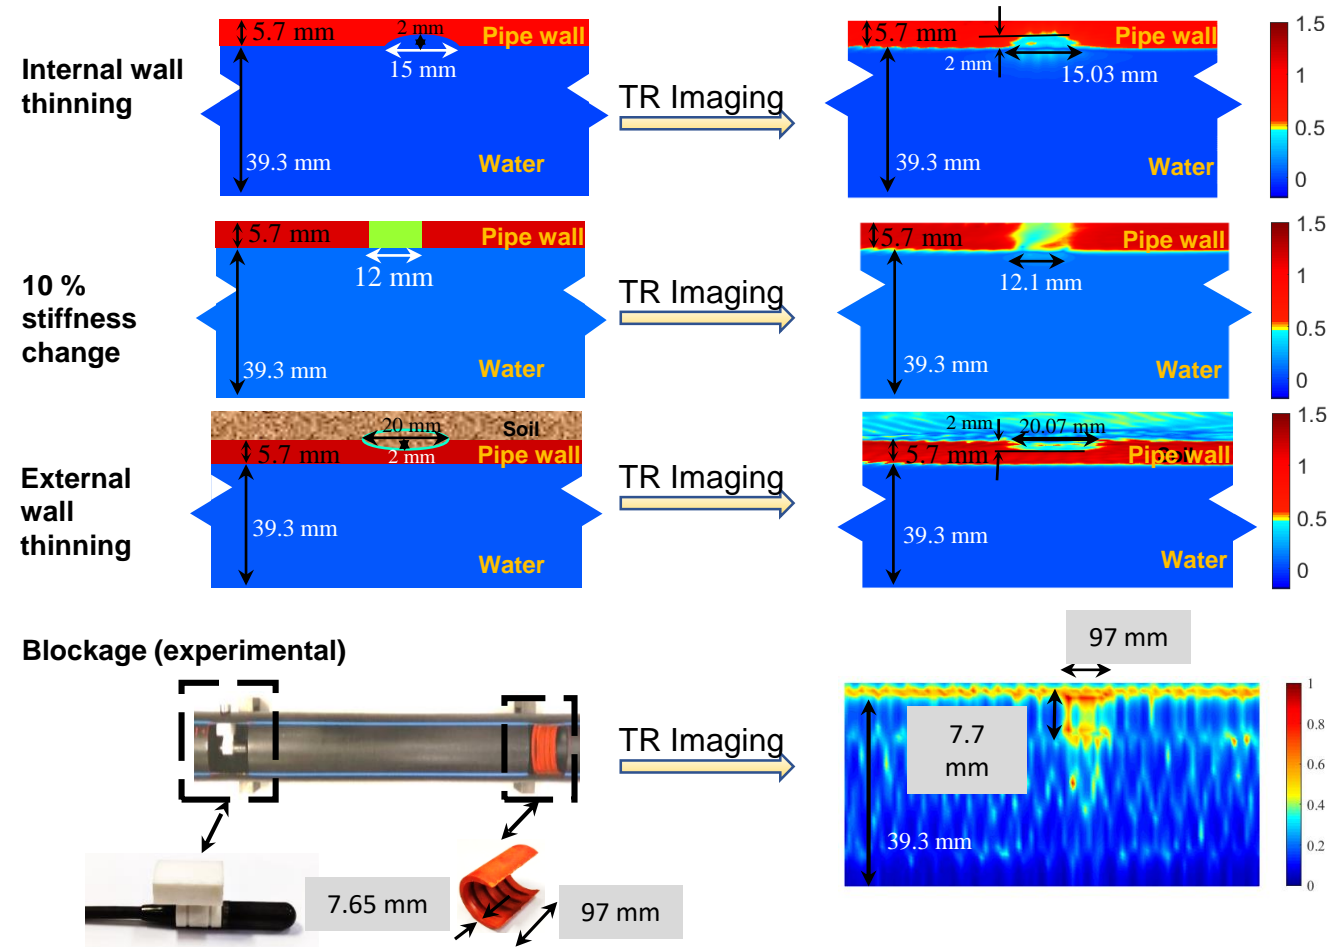 Internal wall
thinning
5.7 mm
2 mm
Pipe wall
15 mm
39.3 mm
Water
TR Imaging
5.7 mm
2 mm
Pipe wall
15.03 mm
39.3 mm
Water
1.5
1
0.5
0
10 %
stiffness
change
5.7 mm
Pipe wall
12 mm
39.3 mm
Water
TR Imaging
5.7 mm
Pipe wall
12.1 mm
39.3 mm
Water
1.5
1
0.5
0
External
wall
thinning
20 mm
Soil
5.7 mm
2 mm
Pipe wall
39.3 mm
Water
TR Imaging
2 mm
20.07 mm
5.7 mm
Pipe wall
Soil
39.3 mm
Water
1.5
1
0.5
0
Blockage (experimental)
TR Imaging
7.65 mm
97 mm
97 mm
7.7
mm
39.3 mm
1
0.8
0.6
0.4
0.2
0